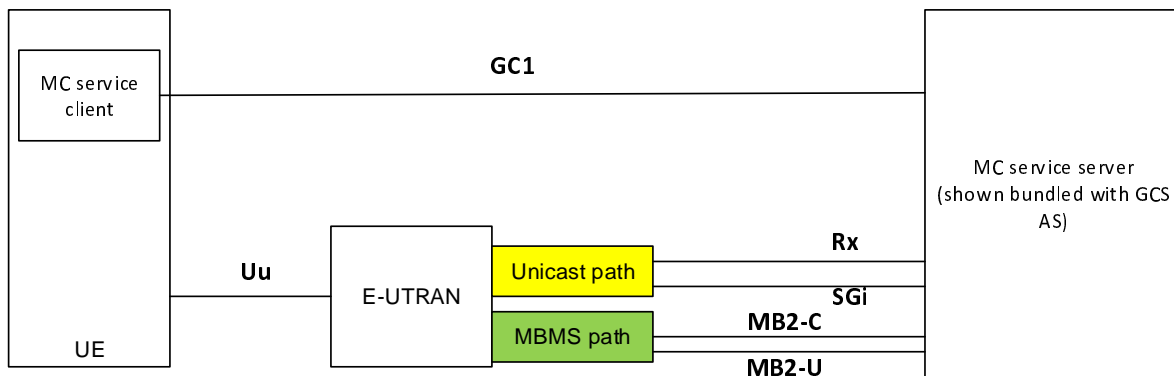 GC1
MC service
client
MC service server
(shown bundled with GCS
AS)
Rx
Uu
Unicast path
E-UTRAN
SGi
MB2-C
MBMS path
UE
MB2-U